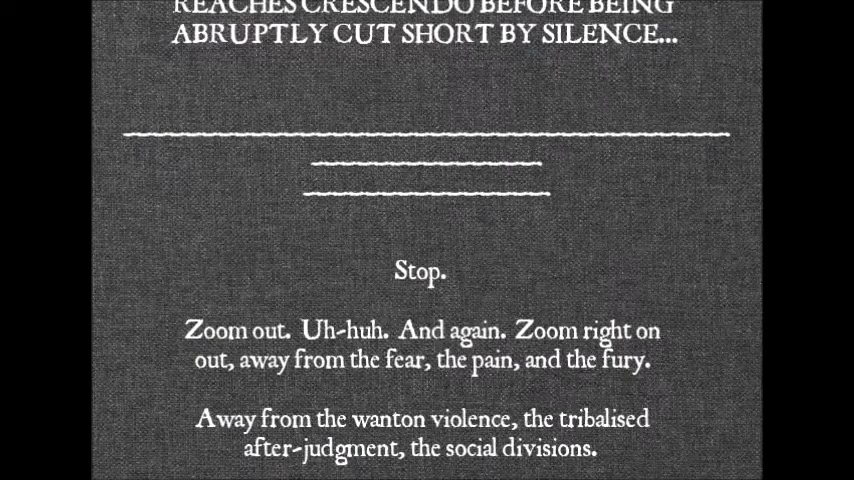 REACHES CRESCENDO BEFORE BEING
ABRUPTLY CUT SHORT BY SILENCE...
Stop.
Zoom out. Uh-huh. And again. Zoom right on
out, away from the fear, the pain, and the fury.
Away from the wanton violence, the tribalised
after-judgment, the social divisions.